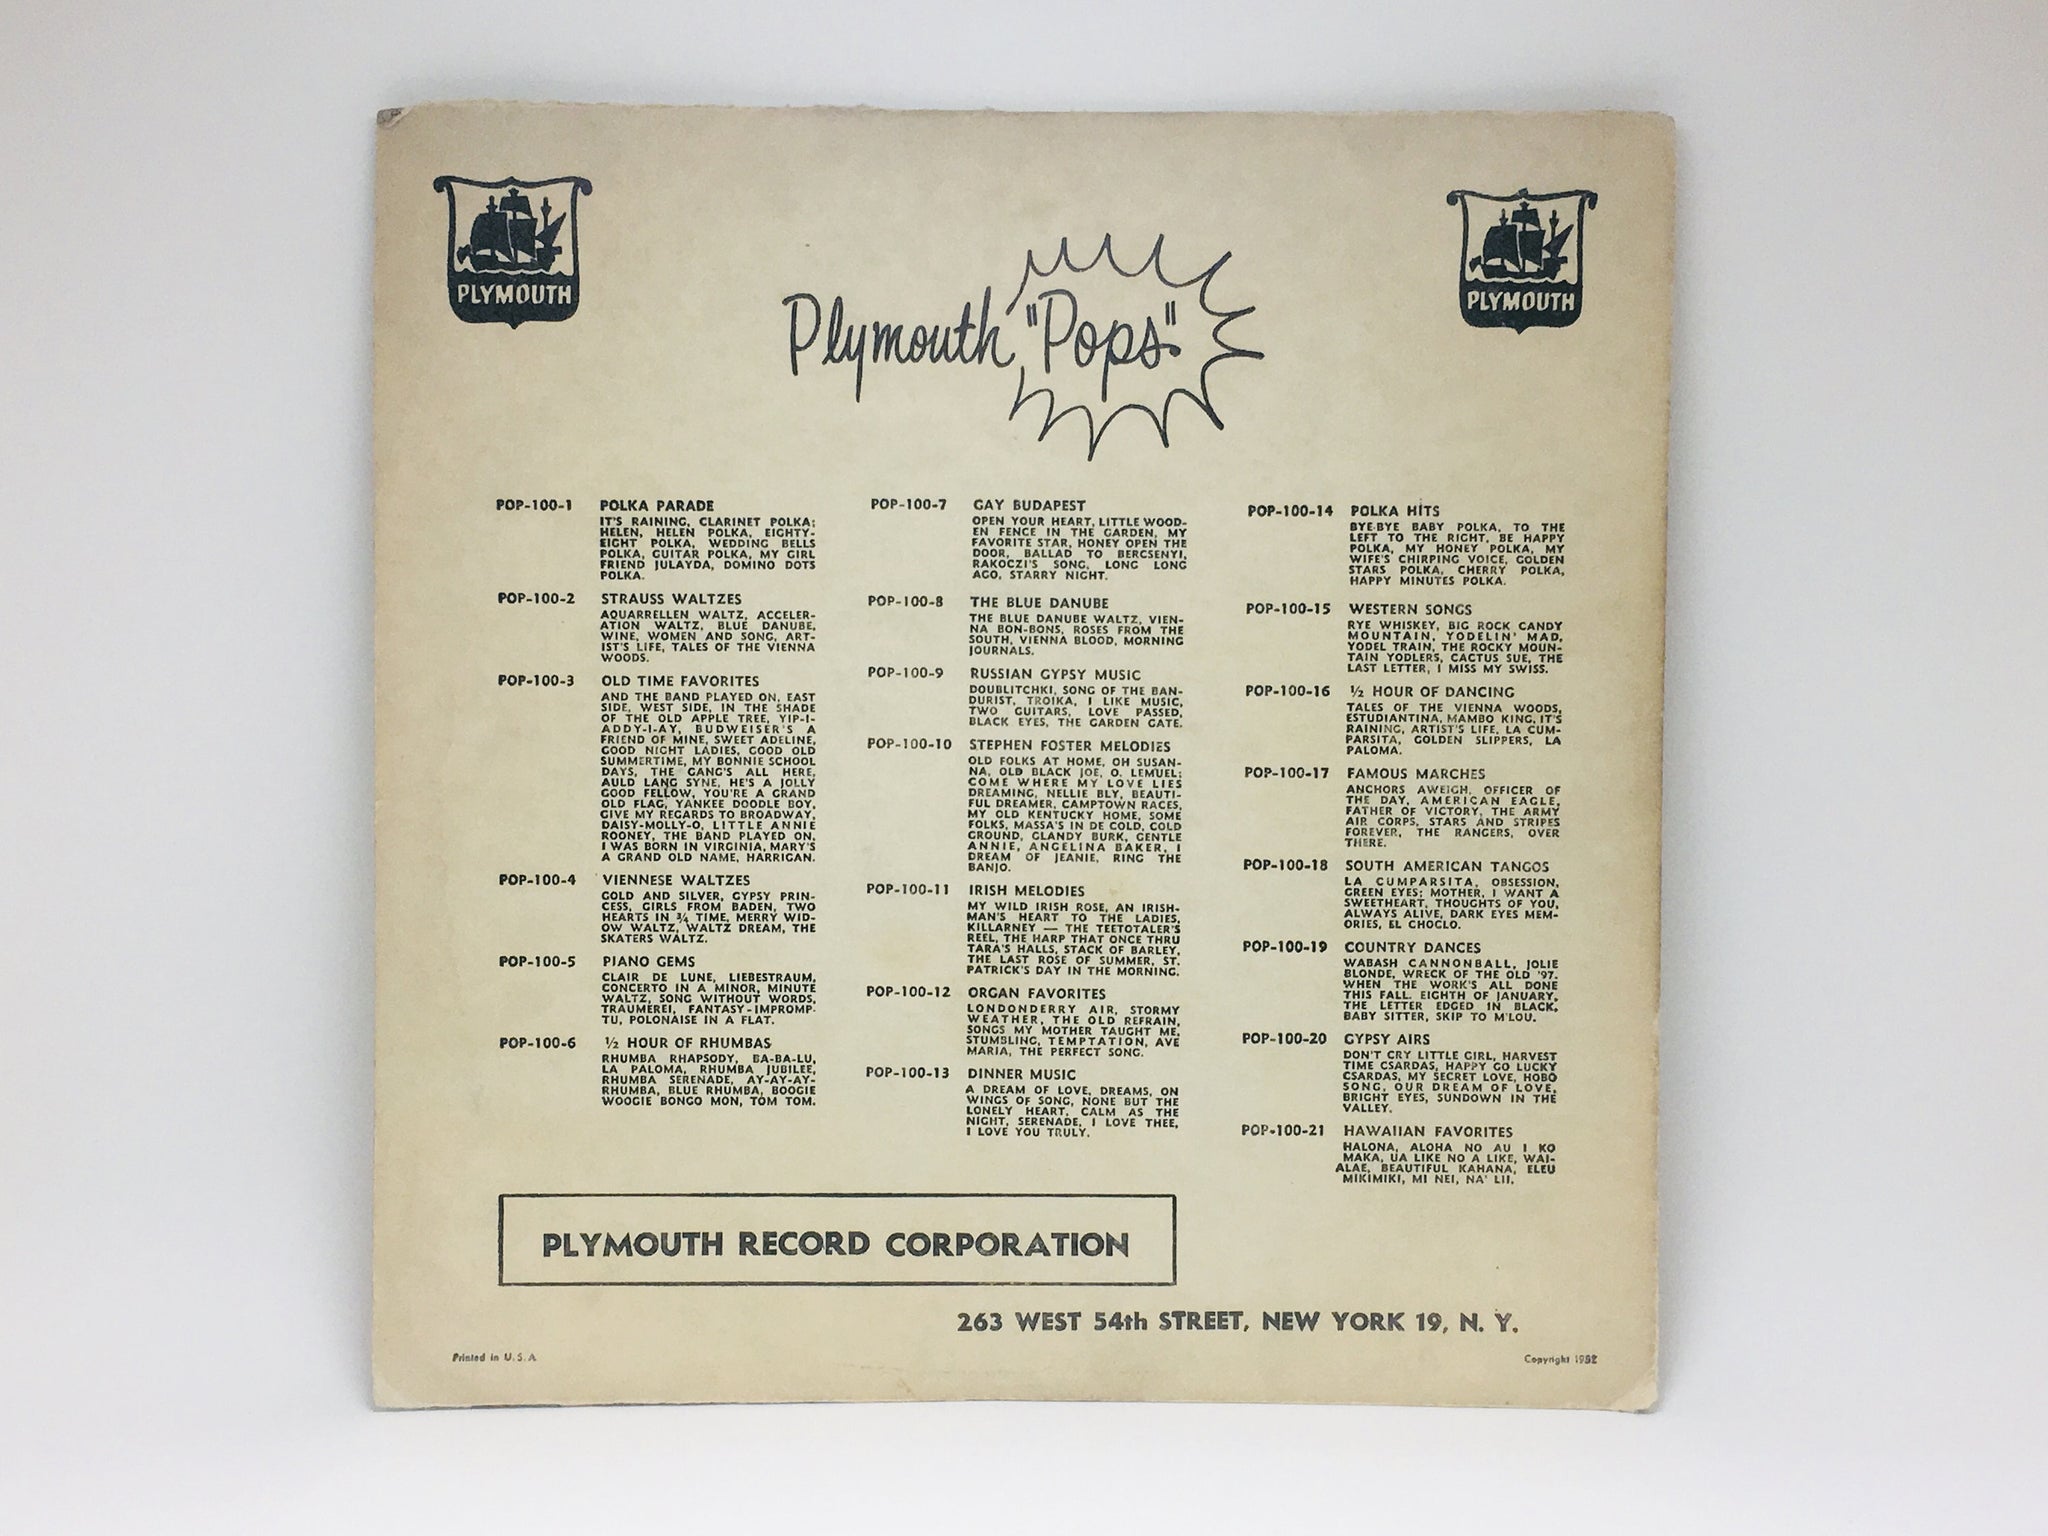 PLYMOUTH
PLYMOUTH
Plymouth "Pops"
POP-100-1 POLKA PARADE
IT'S RAINING, CLARINET POLKA;
HELEN, HELEN POLKA, EIGHTY-
EIGHT POLKA, WEDDING BELLS
POLKA, GUITAR POLKA, MY GIRL
FRIEND JULAYDA, DOMINO DOTS
POLKA.
POP-100-2 STRAUSS WALTZES
AQUARRELLEN WALTZ, ACCELER-
ATION WALTZ, BLUE DANUBE,
WINE, WOMEN AND SONG, ART-
IST'S LIFE, TALES OF THE VIENNA
WOODS.
POP-100-3 OLD TIME FAVORITES
AND THE BAND PLAYED ON, EAST
SIDE, WEST SIDE, IN THE SHADE
OF THE OLD APPLE TREE, YIP-I-
ADDY-I-AY, BUDWEISER'S A
FRIEND OF MINE, SWEET ADELINE,
GOOD NIGHT LADIES, GOOD OLD
SUMMERTIME, MY BONNIE SCHOOL
DAYS, THE GANG'S ALL HERE,
AULD LANG SYNE, HE'S A JOLLY
GOOD FELLOW, YOU'RE A GRAND
OLD FLAG, YANKEE DOODLE BOY,
GIVE MY REGARDS TO BROADWAY,
DAISY-MOLLY-O, LITTLE ANNIE
ROONEY, THE BAND PLAYED ON,
I WAS BORN IN VIRGINIA, MARY'S
A GRAND OLD NAME, HARRIGAN.
POP-100-4 VIENNESE WALTZES
GOLD AND SILVER, GYPSY PRIN-
CESS, GIRLS FROM BADEN, TWO
HEARTS IN ¾ TIME, MERRY WID-
OW WALTZ, WALTZ DREAM, THE
SKATERS WALTZ.
POP-100-5 PIANO GEMS
CLAIR DE LUNE, LIEBESTRAUM,
CONCERTO IN A MINOR, MINUTE
WALTZ, SONG WITHOUT WORDS,
TRAUMEREI, FANTASY-IMPROMP-
TU, POLONAISE IN A FLAT.
POP-100-6 ½ HOUR OF RHUMBAS
RHUMBA RHAPSODY, BA-BA-LU,
LA PALOMA, RHUMBA JUBILEE,
RHUMBA SERENADE, AY-AY-AY-
RHUMBA, BLUE RHUMBA, BOOGIE
WOOGIE BONGO MON, TOM TOM.
POP-100-7 GAY BUDAPEST
OPEN YOUR HEART, LITTLE WOOD-
EN FENCE IN THE GARDEN, MY
FAVORITE STAR, HONEY OPEN THE
DOOR, BALLAD TO BERCSENYI,
RAKOCZI'S SONG, LONG LONG
AGO, STARRY NIGHT.
POP-100-8 THE BLUE DANUBE
THE BLUE DANUBE WALTZ, VIEN-
NA BON-BONS, ROSES FROM THE
SOUTH, VIENNA BLOOD, MORNING
JOURNALS.
POP-100-9 RUSSIAN GYPSY MUSIC
DOUBLITCHKI, SONG OF THE BAN-
DURIST, TROIKA, I LIKE MUSIC,
TWO GUITARS, LOVE PASSED,
BLACK EYES, THE GARDEN GATE.
POP-100-10 STEPHEN FOSTER MELODIES
OLD FOLKS AT HOME, OH SUSAN-
NA, OLD BLACK JOE, O, LEMUEL;
COME WHERE MY LOVE LIES
DREAMING, NELLIE BLY, BEAUTI-
FUL DREAMER, CAMPTOWN RACES,
MY OLD KENTUCKY HOME, SOME
FOLKS, MASSA'S IN DE COLD, COLD
GROUND, GLANDY BURK, GENTLE
ANNIE, ANGELINA BAKER, I
DREAM OF JEANIE, RING THE
BANJO.
POP-100-11 IRISH MELODIES
MY WILD IRISH ROSE, AN IRISH-
MAN'S HEART TO THE LADIES,
KILLARNEY — THE TEETOTALER'S
REEL, THE HARP THAT ONCE THRU
TARA'S HALLS, STACK OF BARLEY,
THE LAST ROSE OF SUMMER, ST.
PATRICK'S DAY IN THE MORNING.
POP-100-12 ORGAN FAVORITES
LONDONDERRY AIR, STORMY
WEATHER, THE OLD REFRAIN,
SONGS MY MOTHER TAUGHT ME,
STUMBLING, TEMPTATION, AVE
MARIA, THE PERFECT SONG.
POP-100-13 DINNER MUSIC
A DREAM OF LOVE, DREAMS, ON
WINGS OF SONG, NONE BUT THE
LONELY HEART, CALM AS THE
NIGHT, SERENADE, I LOVE THEE,
I LOVE YOU TRULY.
POP-100-14 POLKA HITS
BYE-BYE BABY POLKA, TO THE
LEFT TO THE RIGHT, BE HAPPY
POLKA, MY HONEY POLKA, MY
WIFE'S CHIRPING VOICE, GOLDEN
STARS POLKA, CHERRY POLKA,
HAPPY MINUTES POLKA.
POP-100-15 WESTERN SONGS
RYE WHISKEY, BIG ROCK CANDY
MOUNTAIN, YODELIN' MAD,
YODEL TRAIN, THE ROCKY MOUN-
TAIN YODLERS, CACTUS SUE, THE
LAST LETTER, I MISS MY SWISS.
POP-100-16 ½ HOUR OF DANCING
TALES OF THE VIENNA WOODS,
ESTUDIANTINA, MAMBO KING, IT'S
RAINING, ARTIST'S LIFE, LA CUM-
PARSITA, GOLDEN SLIPPERS, LA
PALOMA.
POP-100-17 FAMOUS MARCHES
ANCHORS AWEIGH, OFFICER OF
THE DAY, AMERICAN EAGLE,
FATHER OF VICTORY, THE ARMY
AIR CORPS, STARS AND STRIPES
FOREVER, THE RANGERS, OVER
THERE.
POP-100-18 SOUTH AMERICAN TANGOS
LA CUMPARSITA, OBSESSION,
GREEN EYES; MOTHER, I WANT A
SWEETHEART, THOUGHTS OF YOU,
ALWAYS ALIVE, DARK EYES MEM-
ORIES, EL CHOGLO.
POP-100-19 COUNTRY DANCES
WABASH CANNONBALL, JOLIE
BLONDE, WRECK OF THE OLD '97.
WHEN THE WORK'S ALL DONE
THIS FALL. EIGHTH OF JANUARY,
THE LETTER EDGED IN BLACK,
BABY SITTER, SKIP TO M'LOU.
POP-100-20 GYPSY AIRS
DON'T CRY LITTLE GIRL, HARVEST
TIME CSARDAS, HAPPY GO LUCKY
CSARDAS, MY SECRET LOVE, HOBO
SONG, OUR DREAM OF LOVE,
BRIGHT EYES, SUNDOWN IN THE
VALLEY.
POP-100-21 HAWAIIAN FAVORITES
HALONA, ALOHA NO AU I KO
MAKA, UA LIKE NO A LIKE, WAI-
ALAE, BEAUTIFUL KAHANA, ELEU
MIKIMIKI, MI NEI, NA' LII.
PLYMOUTH RECORD CORPORATION
263 WEST 54th STREET, NEW YORK 19, N. Y.
Printed in U. S. A
Copyright 1952